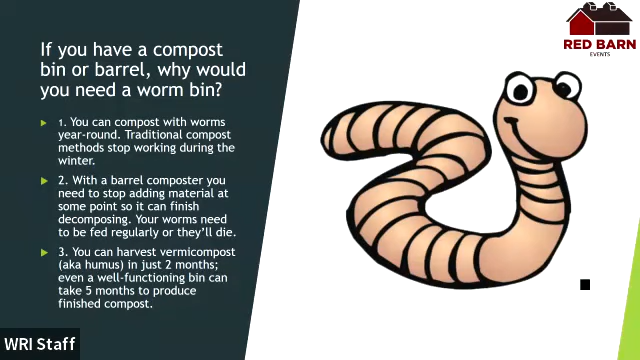 If you have a compost
bin or barrel, why would
you need a worm bin?
1. You can compost with worms
year-round. Traditional compost
methods stop working during the
winter.
2. With a barrel composter you
need to stop adding material at
some point so it can finish
decomposing. Your worms need
to be fed regularly or they’ll die.
3. You can harvest vermicompost
(aka humus) in just 2 months;
even a well-functioning bin can
take 5 months to produce
finished compost.
RED BARN
EVENTS
WRI Staff